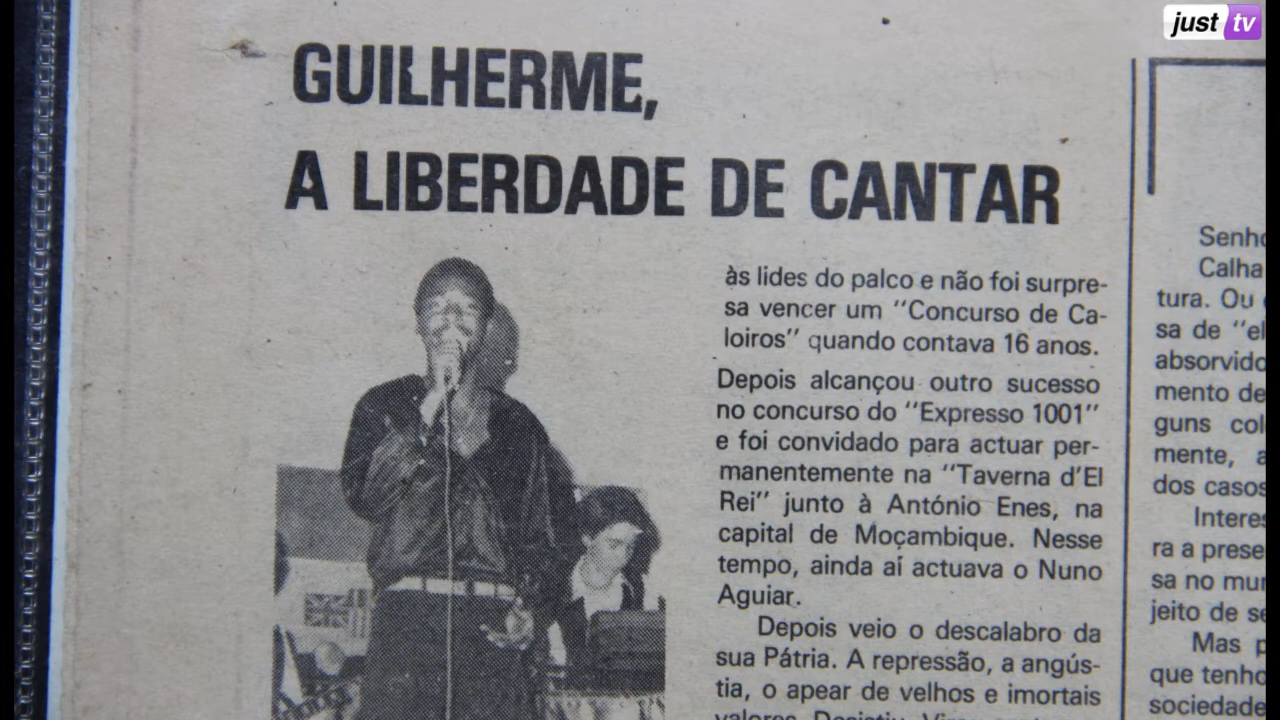 just tv
GUILHERME,
A LIBERDADE DE CANTAR
às lides do palco e não foi surpre-
sa vencer um "Concurso de Ca-
loiros" quando contava 16 anos.
Depois alcançou outro sucesso
no concurso do "Expresso 1001"
e foi convidado para actuar per-
manentemente na "Taverna d'El
Rei" junto à António Enes, na
capital de Moçambique. Nesse
tempo, ainda aí actuava o Nuno
Aguiar.
Depois veio o descalabro da
sua Pátria. A repressão, a angús-
tia, o apear de velhos e imortais
valores. Desistiu.
Senho
Calha
tura. Ou
sa de "el
absorvido
mento de
guns col
mente, a
dos casos
Interes
ra a prese
sa no mu
jeito de se
Mas p
que tenho
sociedade